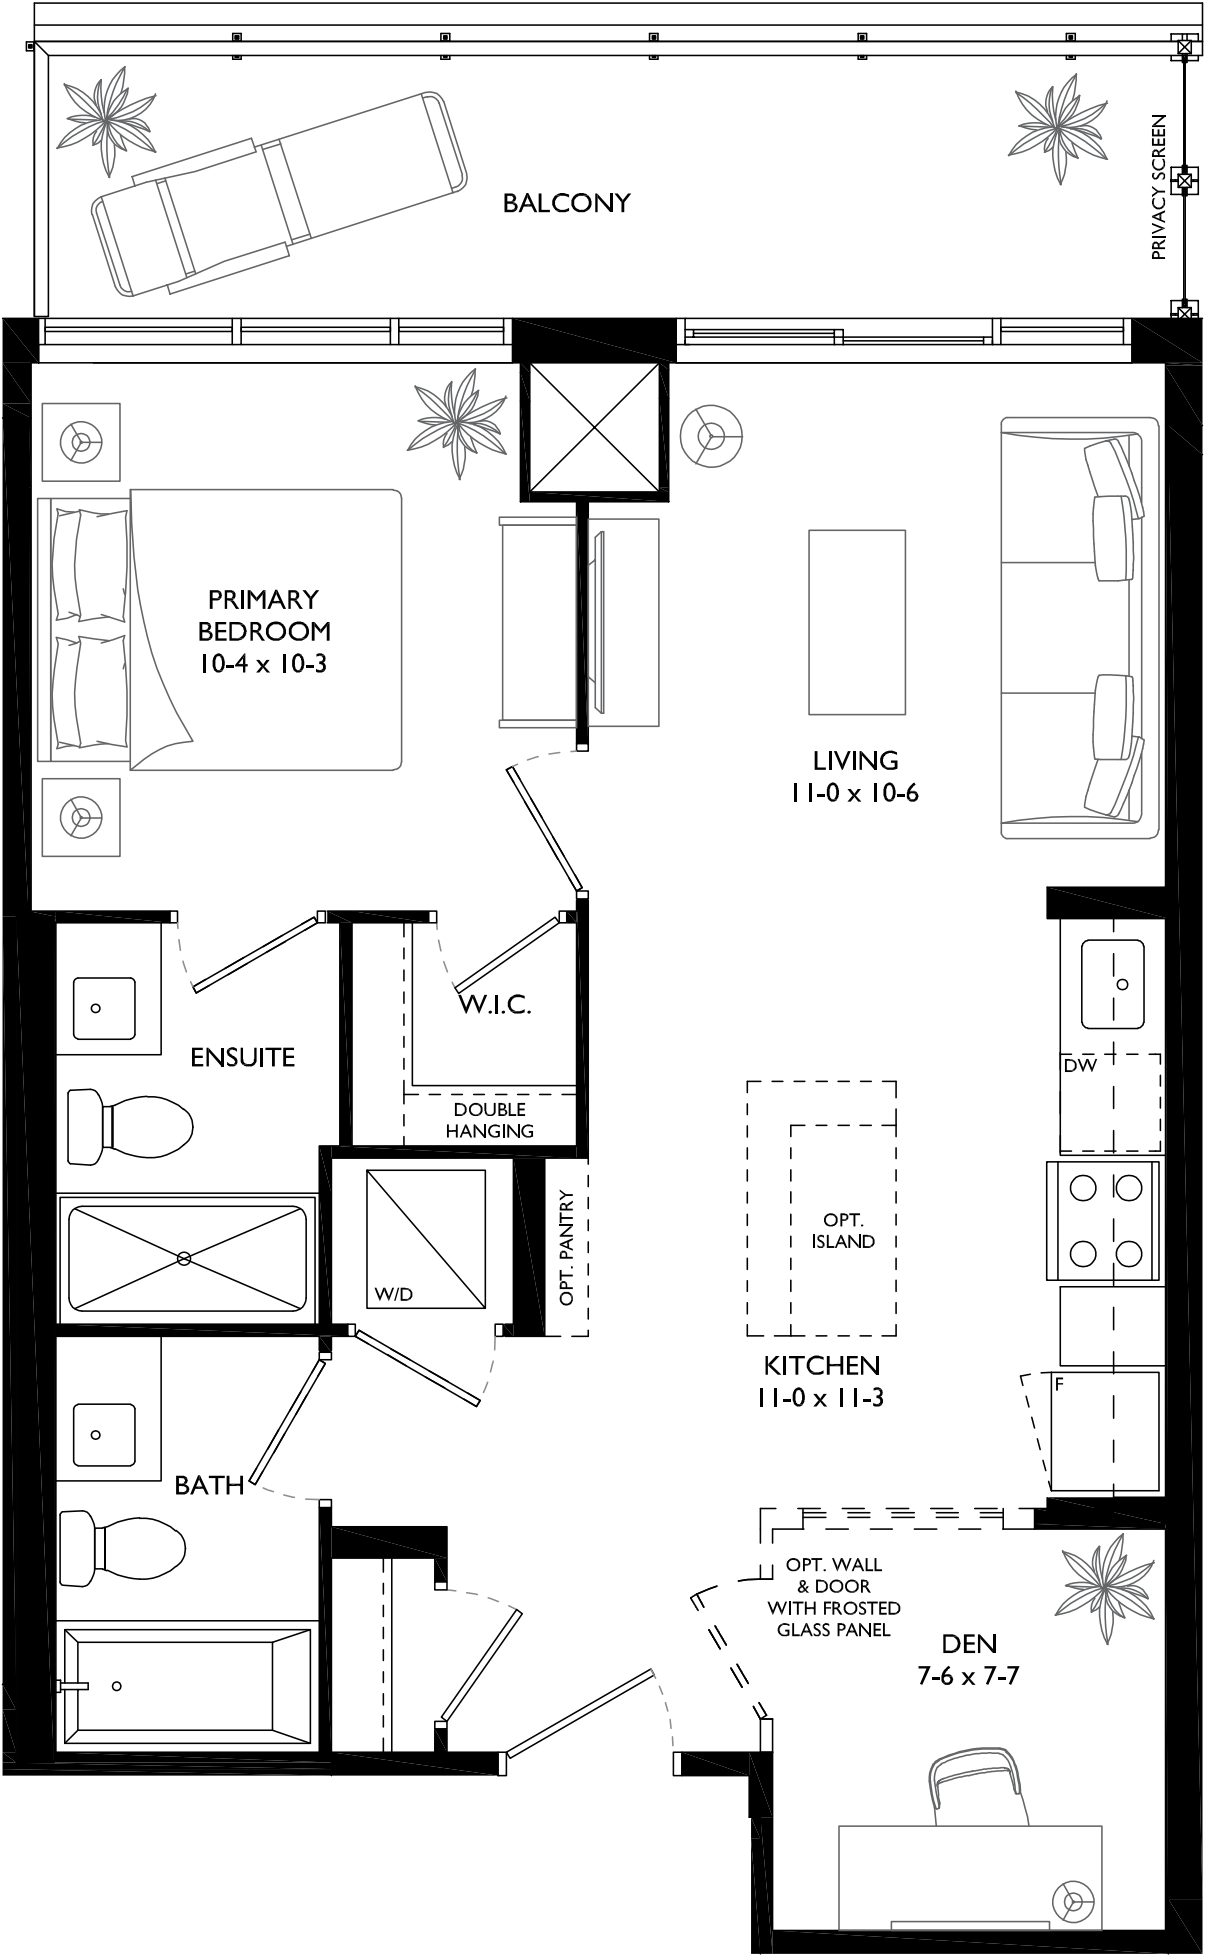 PRIVACY SCREEN
BALCONY
PRIMARY
BEDROOM
10-4 x 10-3
LIVING
11-0 x 10-6
W.I.C.
ENSUITE
DW
DOUBLE
HANGING
OPT. PANTRY
OPT.
ISLAND
W/D
KITCHEN
11-0 x 11-3
F
BATH
OPT. WALL
& DOOR
WITH FROSTED
GLASS PANEL
DEN
7-6 x 7-7